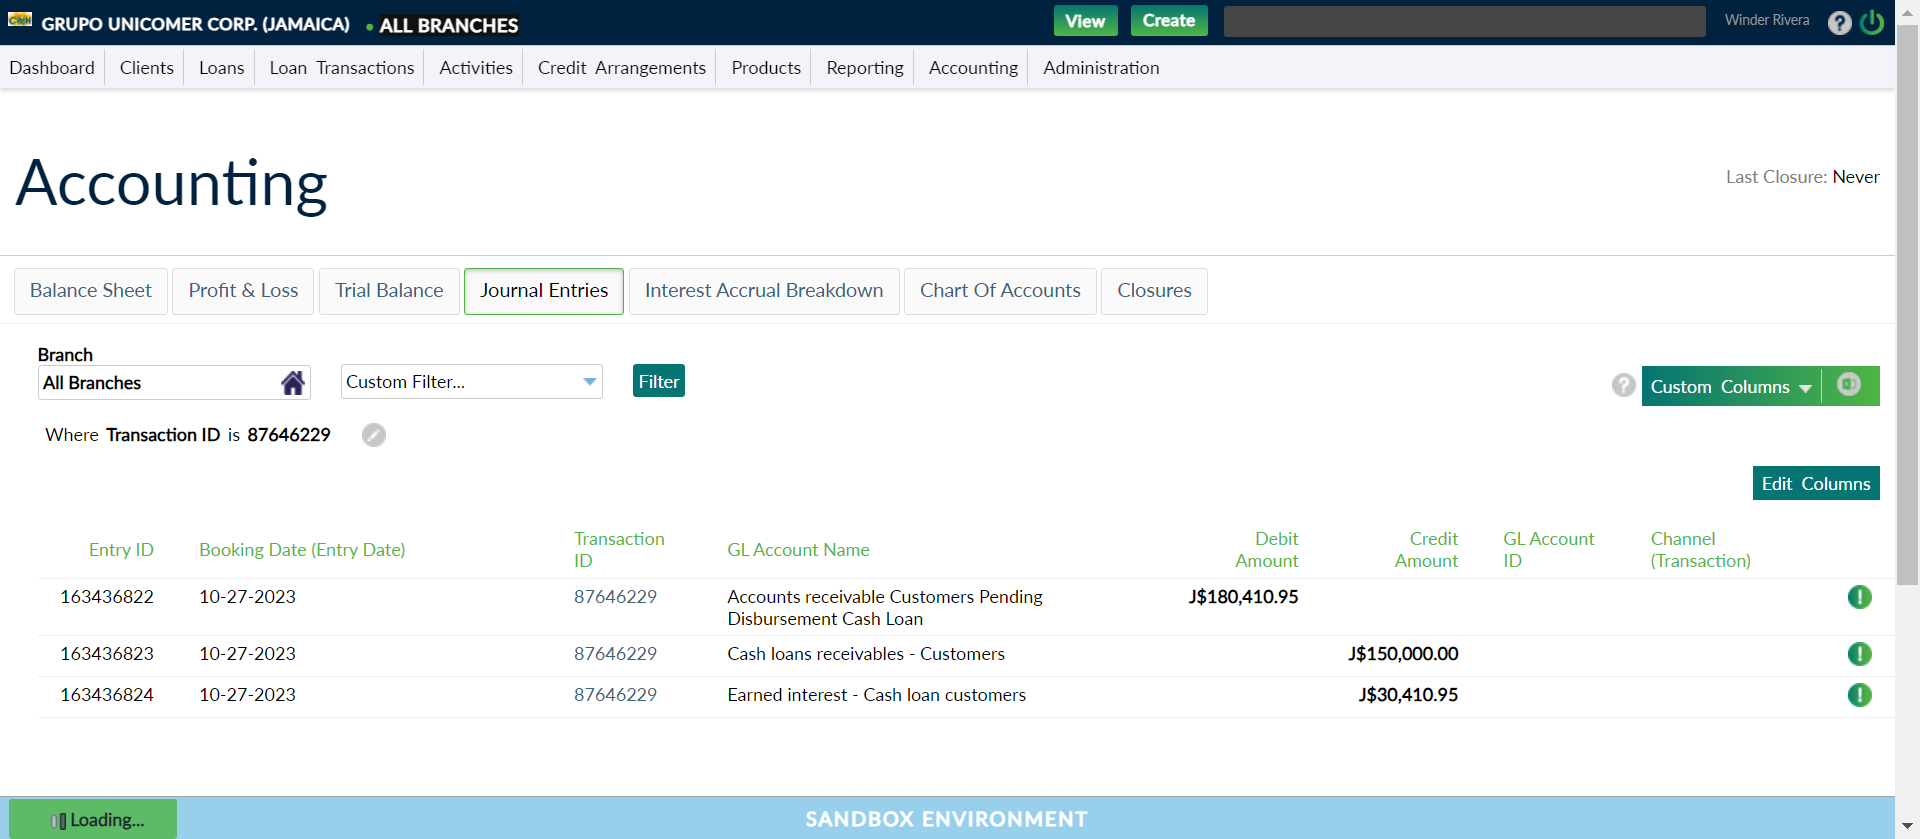 Cash GRUPO UNICOMER CORP. (JAMAICA) • ALL BRANCHES View Create Winder Rivera ?
Dashboard Clients Loans Loan Transactions Activities Credit Arrangements Products Reporting Accounting Administration
Accounting
Last Closure: Never
Balance Sheet Profit & Loss Trial Balance Journal Entries Interest Accrual Breakdown Chart Of Accounts Closures
Branch
All Branches Custom Filter... Filter ? Custom Columns
Where Transaction ID is 87646229
Edit Columns
Entry ID Booking Date (Entry Date) Transaction ID GL Account Name Debit Amount Credit Amount GL Account ID Channel (Transaction)
163436822 10-27-2023 87646229 Accounts receivable Customers Pending J$180,410.95
Disbursement Cash Loan
163436823 10-27-2023 87646229 Cash loans receivables - Customers J$150,000.00
163436824 10-27-2023 87646229 Earned interest - Cash loan customers J$30,410.95
Loading... SANDBOX ENVIRONMENT